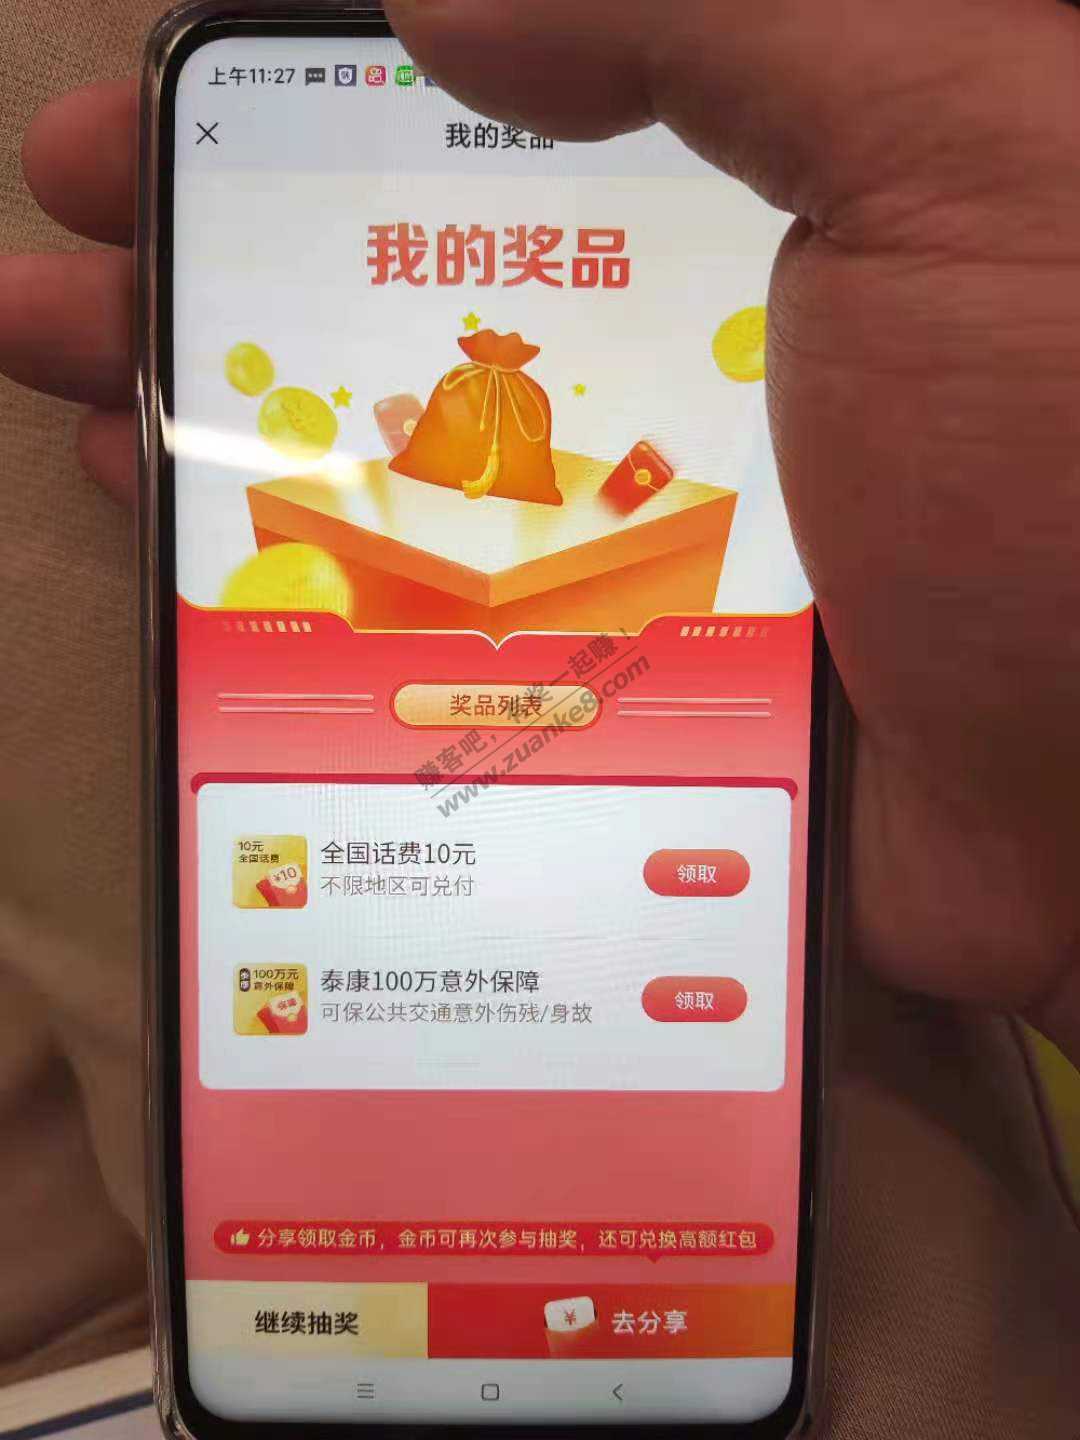 上午11:27
我的奖品
我的奖品
奖品列表
赚客吧，有奖一起赚！
www.zuanke8.com
10元
全国话费
¥10
全国话费10元
不限地区可兑付
领取
泰康
100万元
意外保障
保障
泰康100万意外保障
可保公共交通意外伤残/身故
领取
分享领取金币，金币可再次参与抽奖，还可兑换高额红包
继续抽奖
¥
去分享